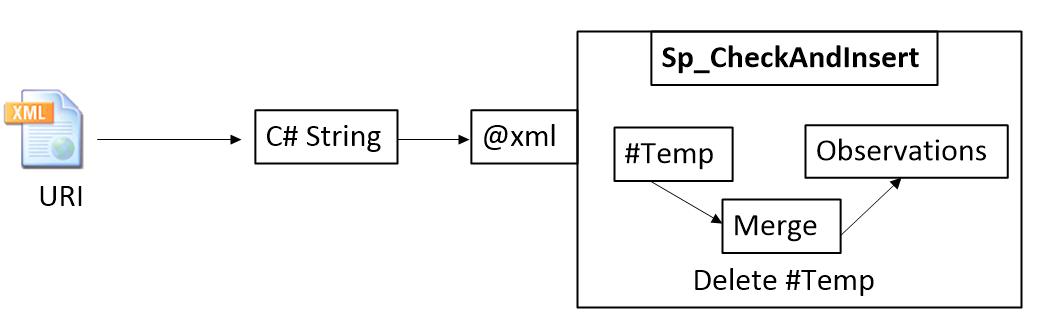 XML
URI
C# String
@xml
Sp_CheckAndInsert
#Temp
Observations
Merge
Delete #Temp